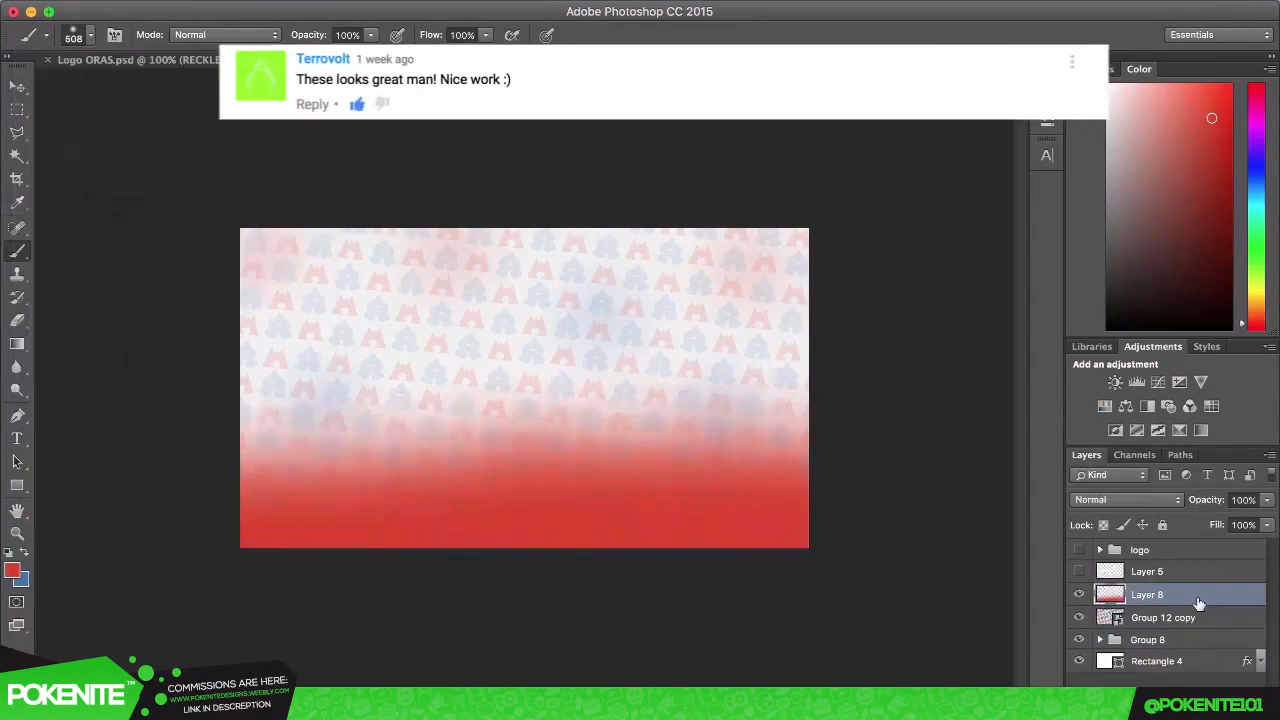 Adobe Photoshop CC 2015
508
Mode: Normal
Opacity: 100%
Flow: 100%
Essentials
Logo ORAS.psd @ 100% (RECKLE
Terrovolt 1 week ago
These looks great man! Nice work :)
Reply •
Color
A
Libraries Adjustments Styles
Add an adjustment
Layers Channels Paths
Kind
Normal
Opacity: 100%
Lock:
Fill: 100%
logo
Layer 5
Layer 8
Group 12 copy
Group 8
Rectangle 4
fx
POKENITE™
COMMISSIONS ARE HERE:
WWW.POKENITEDESIGNS.WEEBLY.COM
LINK IN DESCREPTION
@POKENITE101